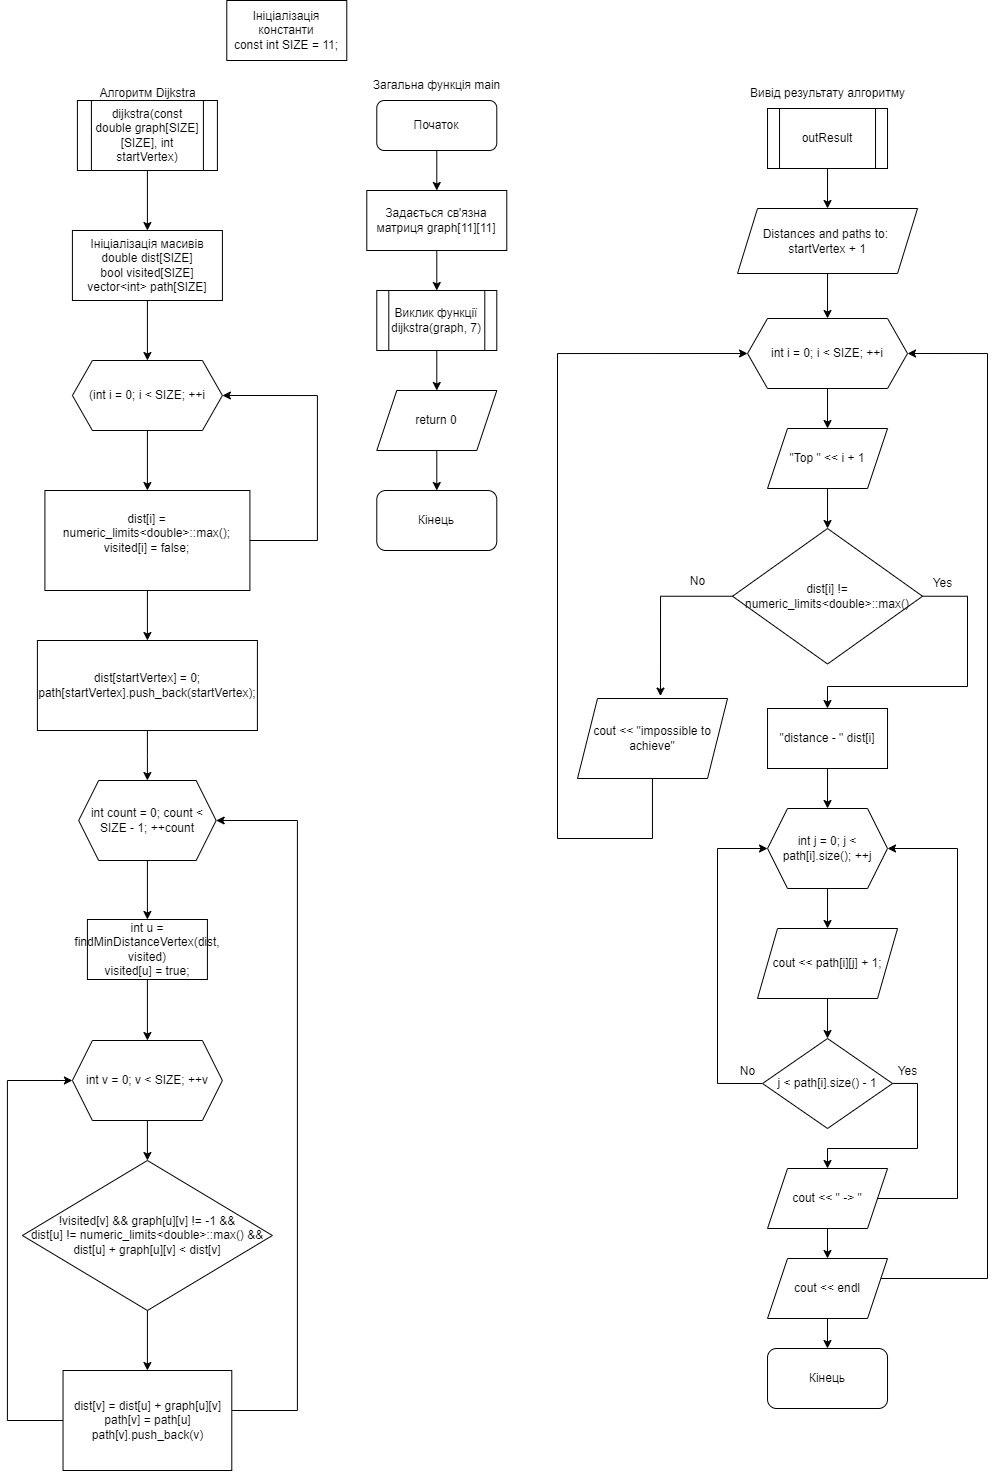 Ініціалізація
константи
const int SIZE = 11;
Алгоритм Dijkstra
dijkstra(const
double graph[SIZE]
[SIZE], int
startVertex)
Ініціалізація масивів
double dist[SIZE]
bool visited[SIZE]
vector<int> path[SIZE]
(int i = 0; i < SIZE; ++i
dist[i] =
numeric_limits<double>::max();
visited[i] = false;
dist[startVertex] = 0;
path[startVertex].push_back(startVertex);
int count = 0; count <
SIZE - 1; ++count
int u =
findMinDistanceVertex(dist,
visited)
visited[u] = true;
int v = 0; v < SIZE; ++v
!visited[v] && graph[u][v] != -1 &&
dist[u] != numeric_limits<double>::max() &&
dist[u] + graph[u][v] < dist[v]
dist[v] = dist[u] + graph[u][v]
path[v] = path[u]
path[v].push_back(v)
Загальна функція main
Початок
Задається св'язна
матриця graph[11][11]
Виклик функції
dijkstra(graph, 7)
return 0
Кінець
Вивід результату алгоритму
outResult
Distances and paths to:
startVertex + 1
int i = 0; i < SIZE; ++i
"Top " << i + 1
dist[i] !=
numeric_limits<double>::max()
No
Yes
cout << "impossible to
achieve"
"distance - " dist[i]
int j = 0; j <
path[i].size(); ++j
cout << path[i][j] + 1;
j < path[i].size() - 1
No
Yes
cout << " -> "
cout << endl
Кінець